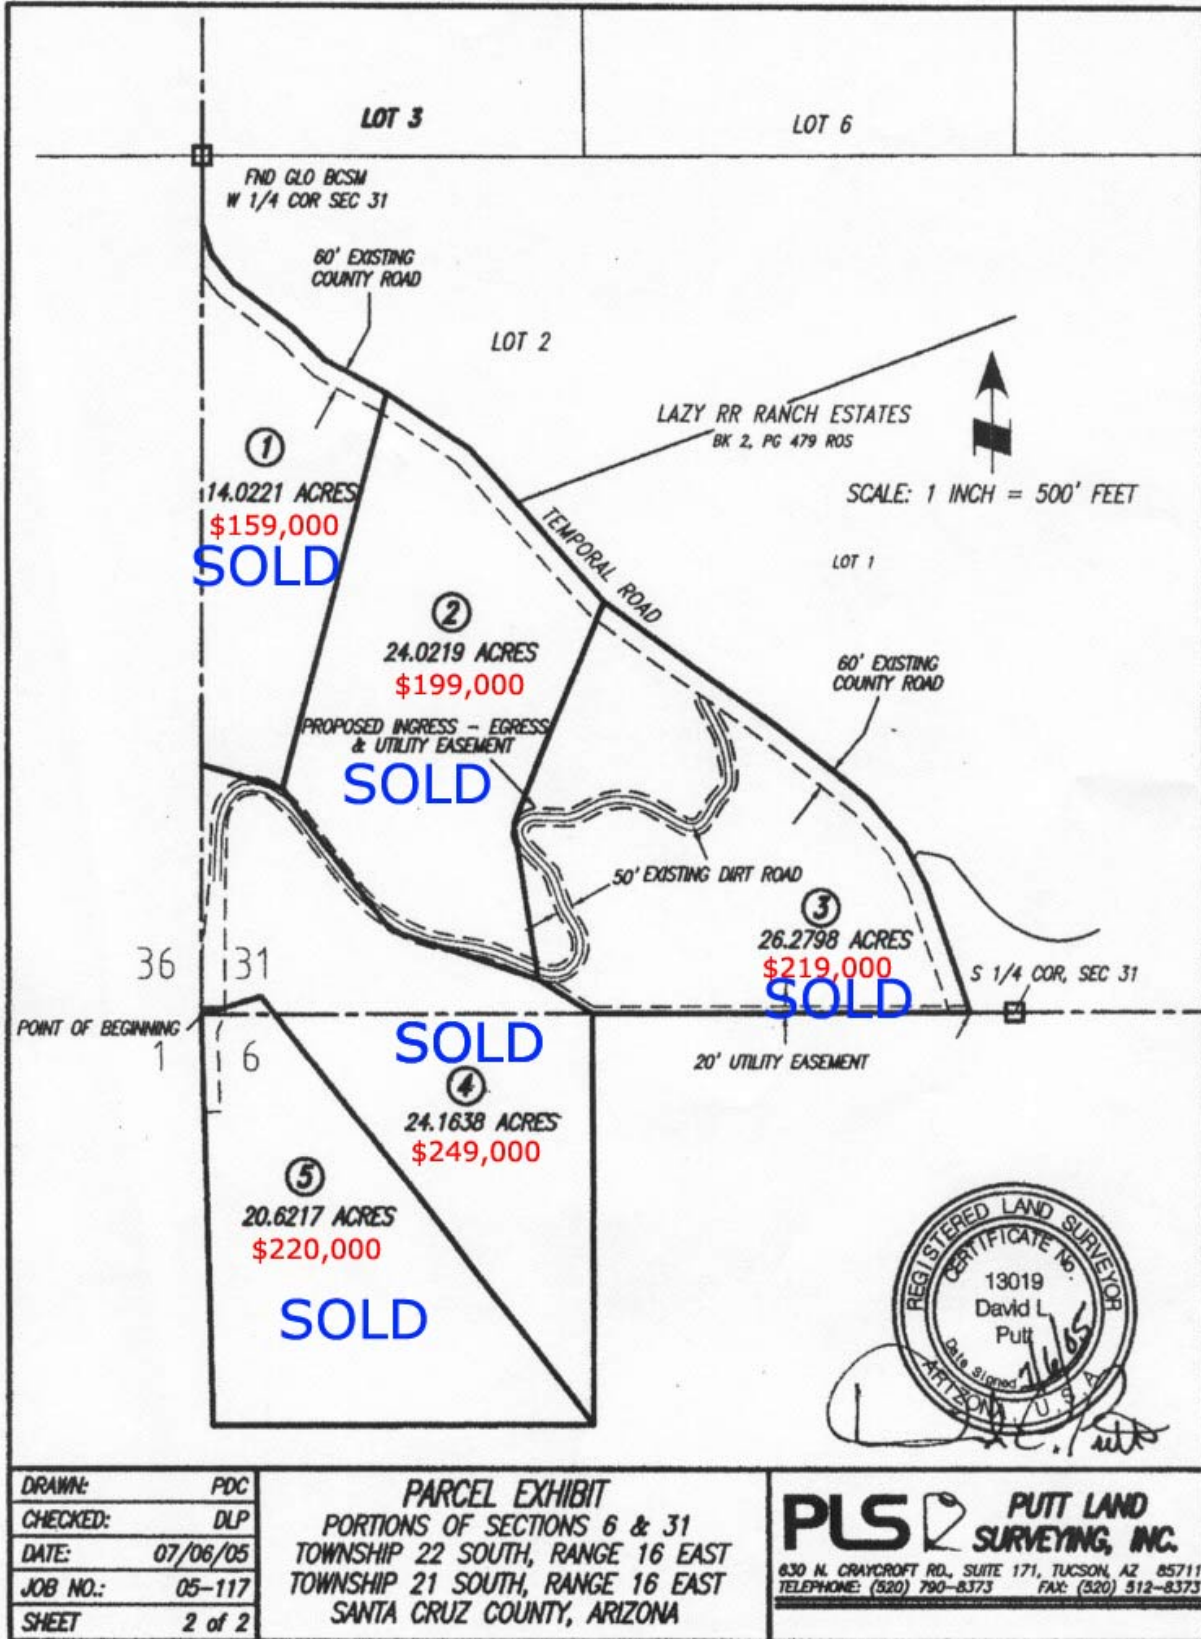 LOT 3
LOT 6
FND GLO BCSM
W 1/4 COR SEC 31
60' EXISTING
COUNTY ROAD
LOT 2
LAZY RR RANCH ESTATES
BK 2, PG 479 ROS
SCALE: 1 INCH = 500' FEET
1
14.0221 ACRES
$159,000
SOLD
TEMPORAL ROAD
LOT 1
2
24.0219 ACRES
$199,000
60' EXISTING
COUNTY ROAD
PROPOSED INGRESS - EGRESS
& UTILITY EASEMENT
SOLD
50' EXISTING DIRT ROAD
3
26.2798 ACRES
$219,000
SOLD
S 1/4 COR, SEC 31
36
31
POINT OF BEGINNING
1
6
SOLD
4
24.1638 ACRES
$249,000
20' UTILITY EASEMENT
5
20.6217 ACRES
$220,000
SOLD
REGISTERED LAND SURVEYOR
CERTIFICATE No.
13019
David L.
Putt
Date Signed 7/6/05
ARIZONA, U.S.A.
DRAWN: PDC
CHECKED: DLP
DATE: 07/06/05
JOB NO.: 05-117
SHEET 2 of 2
PARCEL EXHIBIT
PORTIONS OF SECTIONS 6 & 31
TOWNSHIP 22 SOUTH, RANGE 16 EAST
TOWNSHIP 21 SOUTH, RANGE 16 EAST
SANTA CRUZ COUNTY, ARIZONA
PLS
PUTT LAND
SURVEYING, INC.
630 N. CRAYCROFT RD., SUITE 171, TUCSON, AZ 85711
TELEPHONE: (520) 790-8373 FAX: (520) 512-8373